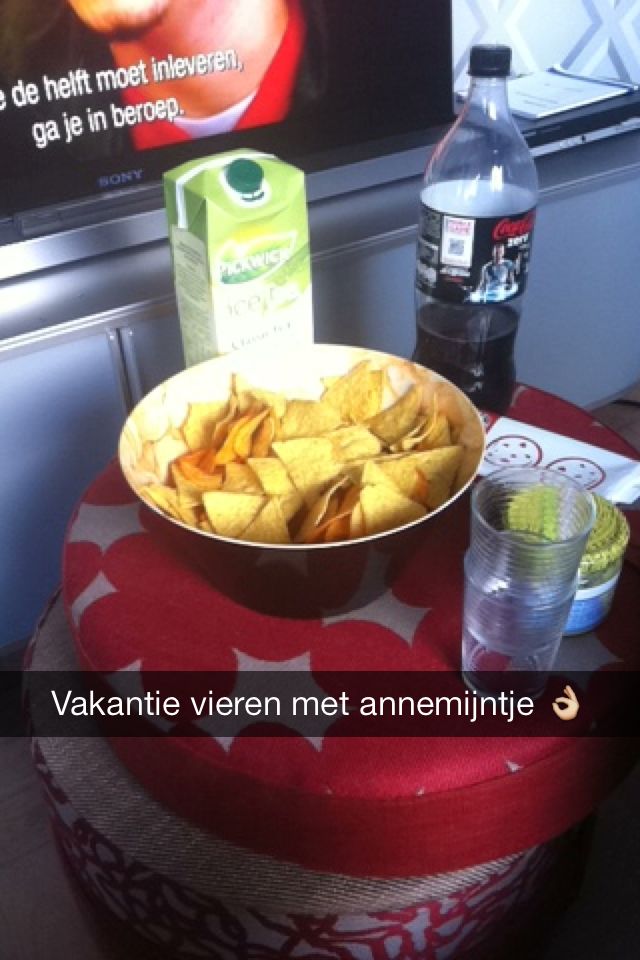 de helft moet inleveren,
ga je in beroep.
SONY
PICKWICK
ice tea
Coca-Cola
zero
Vakantie vieren met annemijntje 👌